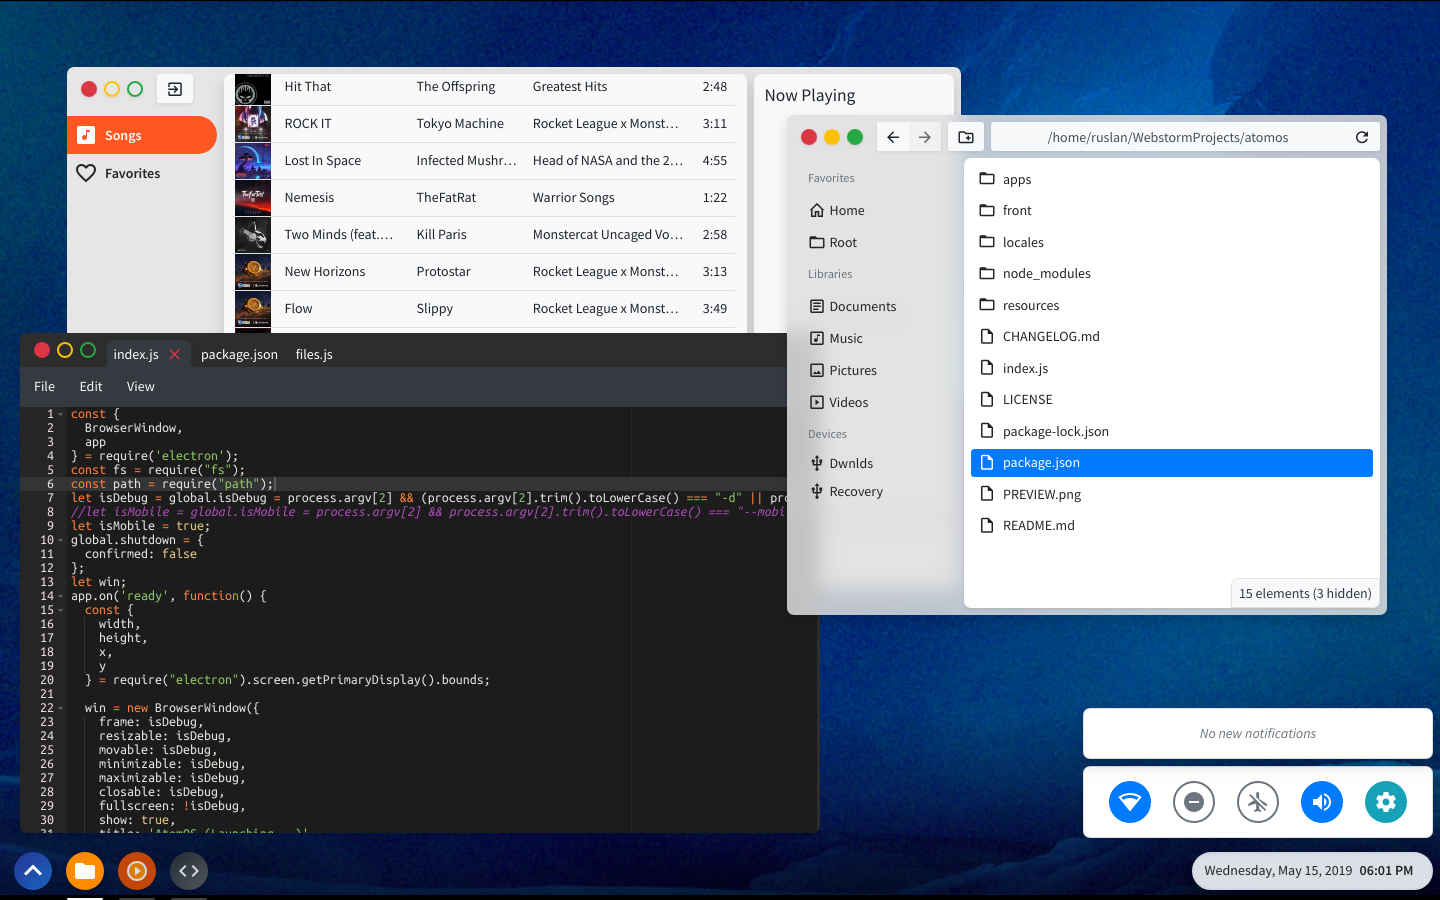 Songs
Favorites
Hit That The Offspring Greatest Hits 2:48
ROCK IT Tokyo Machine Rocket League x Monst... 3:11
Lost In Space Infected Mushr... Head of NASA and the 2... 4:55
Nemesis TheFatRat Warrior Songs 1:22
Two Minds (feat.... Kill Paris Monstercat Uncaged Vo... 2:58
New Horizons Protostar Rocket League x Monst... 3:13
Flow Slippy Rocket League x Monst... 3:49
Now Playing
/home/ruslan/WebstormProjects/atomos
Favorites
Home
Root
Libraries
Documents
Music
Pictures
Videos
Devices
Dwnlds
Recovery
apps
front
locales
node_modules
resources
CHANGELOG.md
index.js
LICENSE
package-lock.json
package.json
PREVIEW.png
README.md
15 elements (3 hidden)
index.js package.json files.js
File Edit View
1 const {
2 BrowserWindow,
3 app
4 } = require('electron');
5 const fs = require("fs");
6 const path = require("path");
7 let isDebug = global.isDebug = process.argv[2] && (process.argv[2].trim().toLowerCase() === "-d" || pro
8 //let isMobile = global.isMobile = process.argv[2] && process.argv[2].trim().toLowerCase() === "--mobi
9 let isMobile = true;
10 global.shutdown = {
11 confirmed: false
12 };
13 let win;
14 app.on('ready', function() {
15 const {
16 width,
17 height,
18 x,
19 y
20 } = require("electron").screen.getPrimaryDisplay().bounds;
21
22 win = new BrowserWindow({
23 frame: isDebug,
24 resizable: isDebug,
25 movable: isDebug,
26 minimizable: isDebug,
27 maximizable: isDebug,
28 closable: isDebug,
29 fullscreen: !isDebug,
30 show: true,
31 title: 'AtomOS (Launching...)'
No new notifications
Wednesday, May 15, 2019 06:01 PM